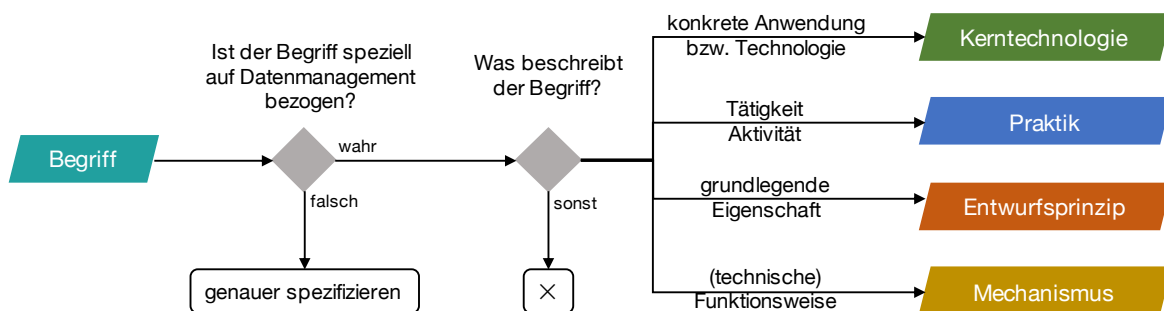 Begriff
Ist der Begriff speziell
auf Datenmanagement
bezogen?
wahr
falsch
genauer spezifizieren
Was beschreibt
der Begriff?
sonst
×
konkrete Anwendung
bzw. Technologie
Kerntechnologie
Tätigkeit
Aktivität
Praktik
grundlegende
Eigenschaft
Entwurfsprinzip
(technische)
Funktionsweise
Mechanismus